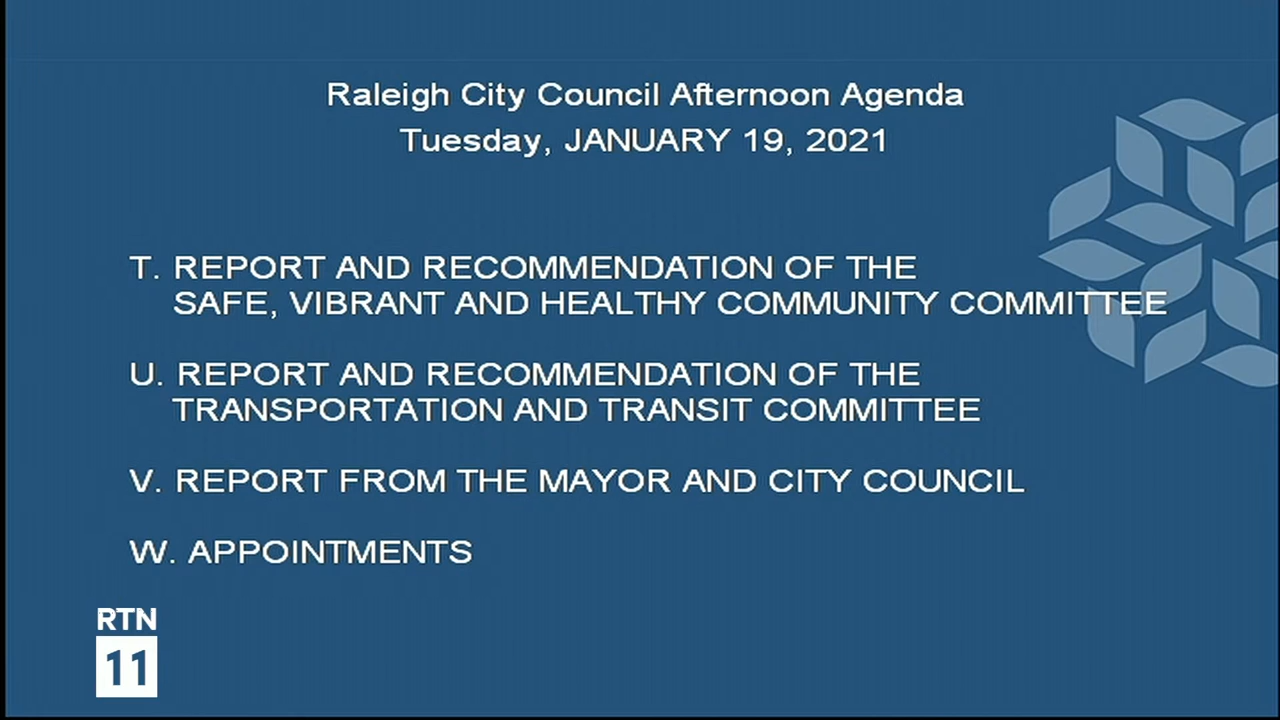 Raleigh City Council Afternoon Agenda
Tuesday, JANUARY 19, 2021
T. REPORT AND RECOMMENDATION OF THE
SAFE, VIBRANT AND HEALTHY COMMUNITY COMMITTEE
U. REPORT AND RECOMMENDATION OF THE
TRANSPORTATION AND TRANSIT COMMITTEE
V. REPORT FROM THE MAYOR AND CITY COUNCIL
W. APPOINTMENTS
RTN
11